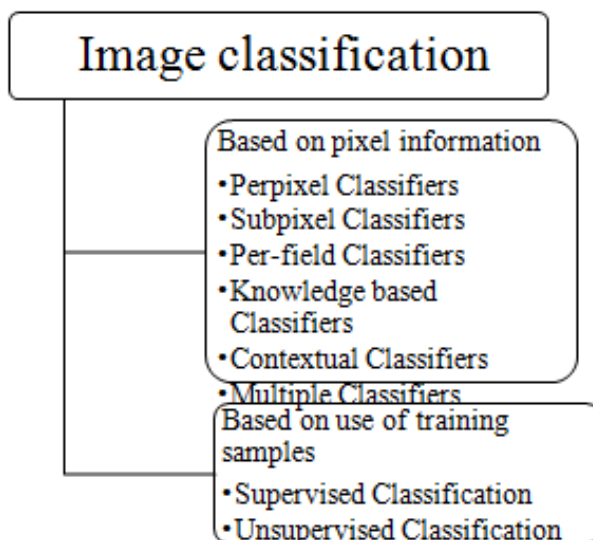 Image classification
Based on pixel information
•Perpixel Classifiers
•Subpixel Classifiers
•Per-field Classifiers
•Knowledge based
Classifiers
•Contextual Classifiers
•Multiple Classifiers
Based on use of training
samples
•Supervised Classification
•Unsupervised Classification